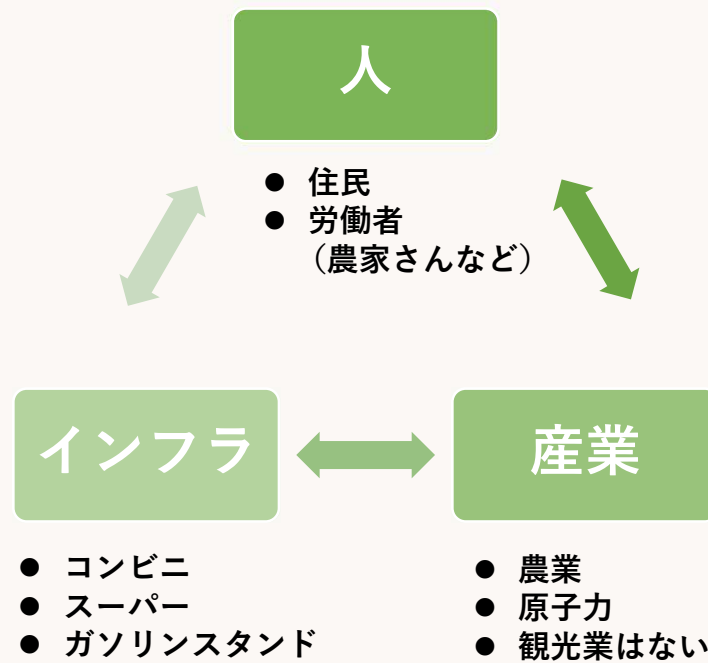 人
● 住民
● 労働者
（農家さんなど）
インフラ
産業
● コンビニ
● スーパー
● ガソリンスタンド
● 農業
● 原子力
● 観光業はない